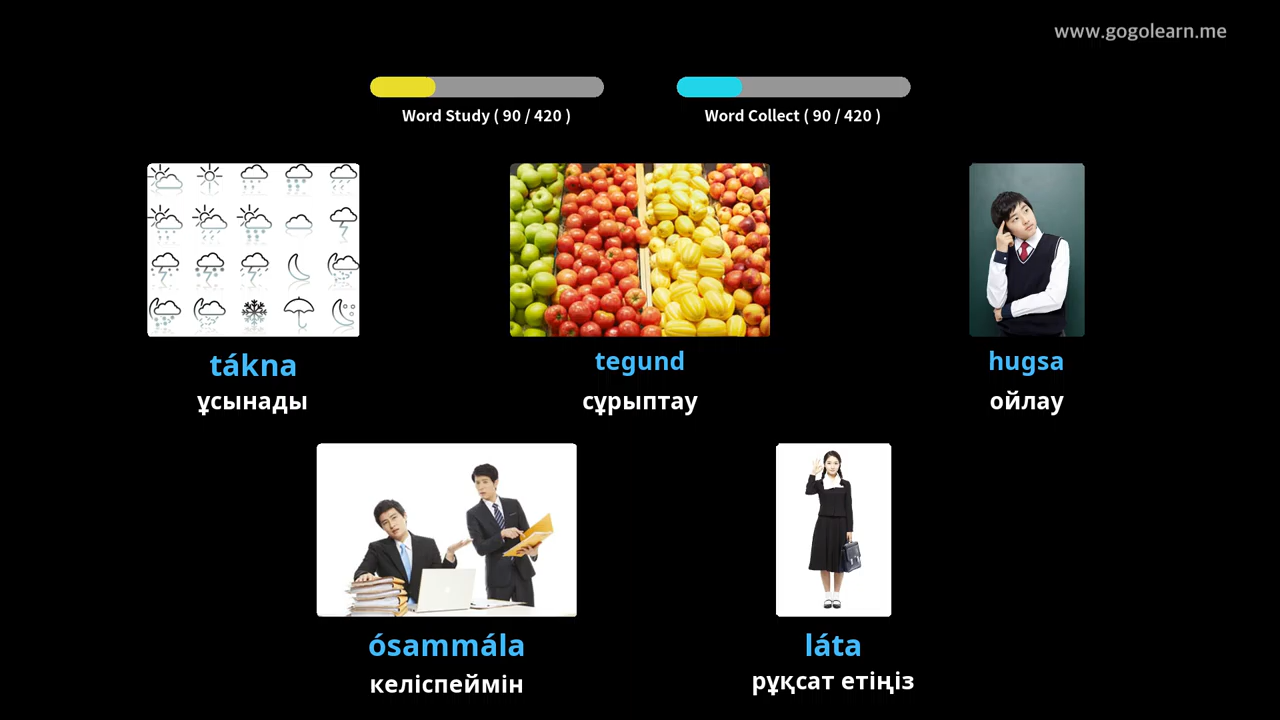 www.gogolearn.me
Word Study ( 90 / 420 )
Word Collect ( 90 / 420 )
tákna
ұсынады
tegund
сұрыптау
hugsa
ойлау
ósammála
келіспеймін
láta
рұқсат етіңіз